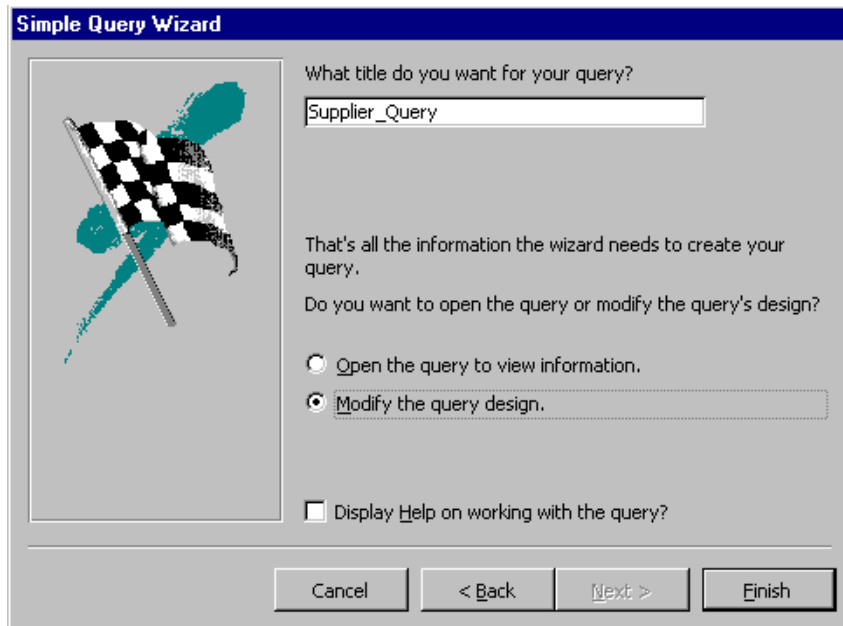 Simple Query Wizard
What title do you want for your query?
Supplier_Query
That's all the information the wizard needs to create your
query.
Do you want to open the query or modify the query's design?
Open the query to view information.
Modify the query design.
Display Help on working with the query?
Cancel
< Back
Next >
Finish